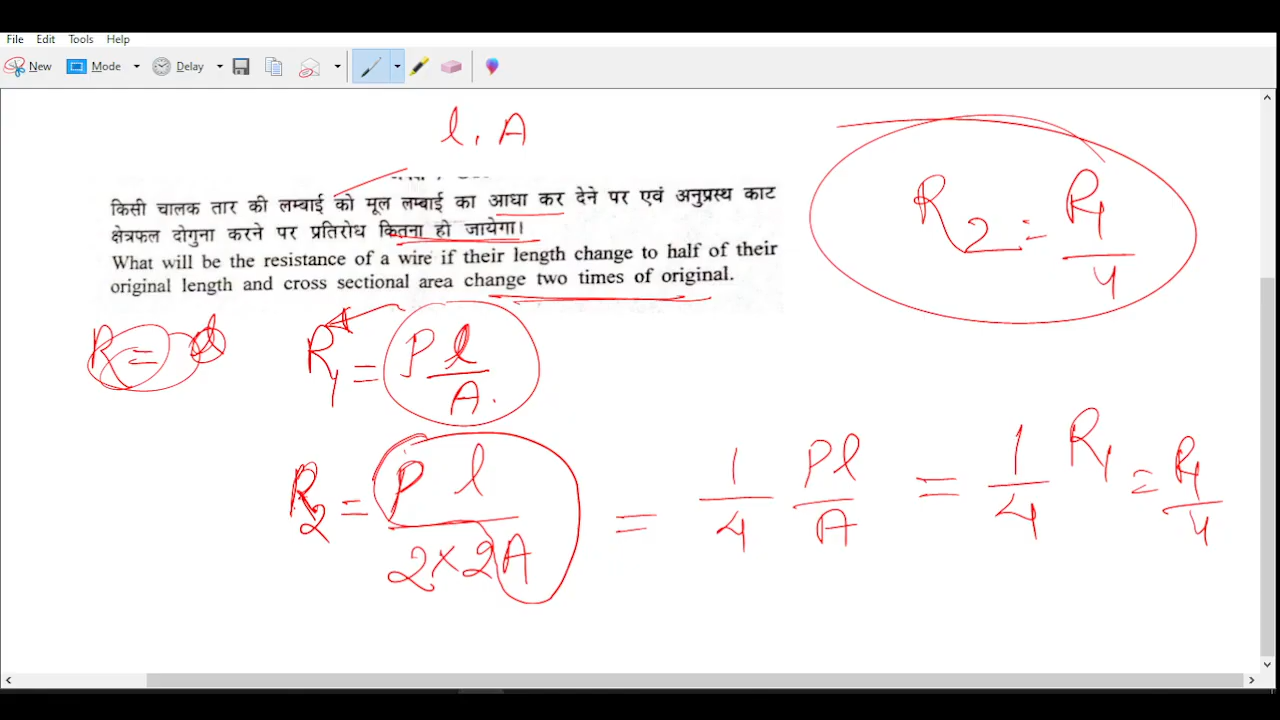 File Edit Tools Help
New Mode Delay
l, A
किसी चालक तार की लम्बाई को मूल लम्बाई का आधा कर देने पर एवं अनुप्रस्थ काट
क्षेत्रफल दोगुना करने पर प्रतिरोध कितना हो जायेगा।
What will be the resistance of a wire if their length change to half of their
original length and cross sectional area change two times of original.
R2 = R1/4
R =
R1 = Pl/A.
R2 = Pl/2×2A = 1/4 Pl/A = 1/4 R1 = R1/4